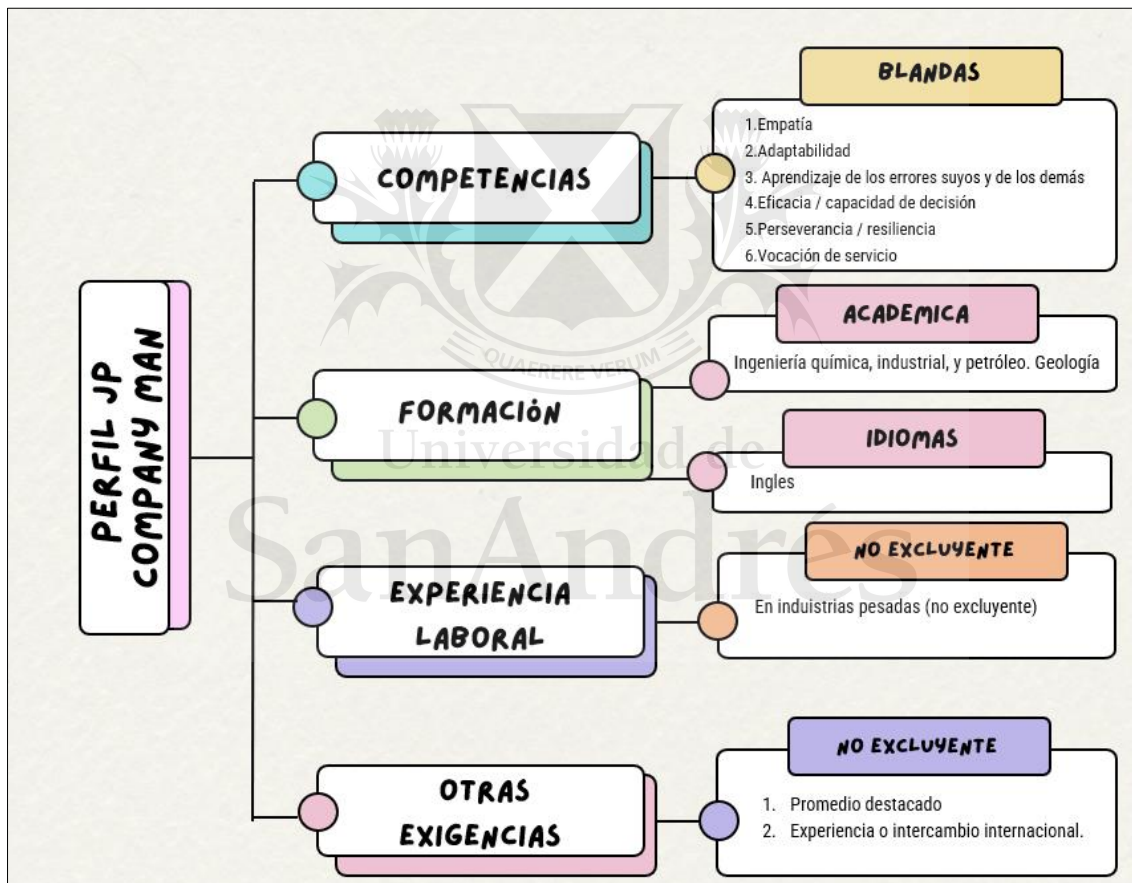 PERFIL JP
COMPANY MAN
COMPETENCIAS
BLANDAS
1.Empatía
2.Adaptabilidad
3. Aprendizaje de los errores suyos y de los demás
4.Eficacia / capacidad de decisión
5.Perseverancia / resiliencia
6.Vocación de servicio
FORMACIÓN
ACADEMICA
Ingeniería química, industrial, y petróleo. Geología
IDIOMAS
Ingles
EXPERIENCIA
LABORAL
NO EXCLUYENTE
En induistrias pesadas (no excluyente)
OTRAS
EXIGENCIAS
NO EXCLUYENTE
1. Promedio destacado
2. Experiencia o intercambio internacional.
QUAERERE VERUM
Universidad de
SanAndrés